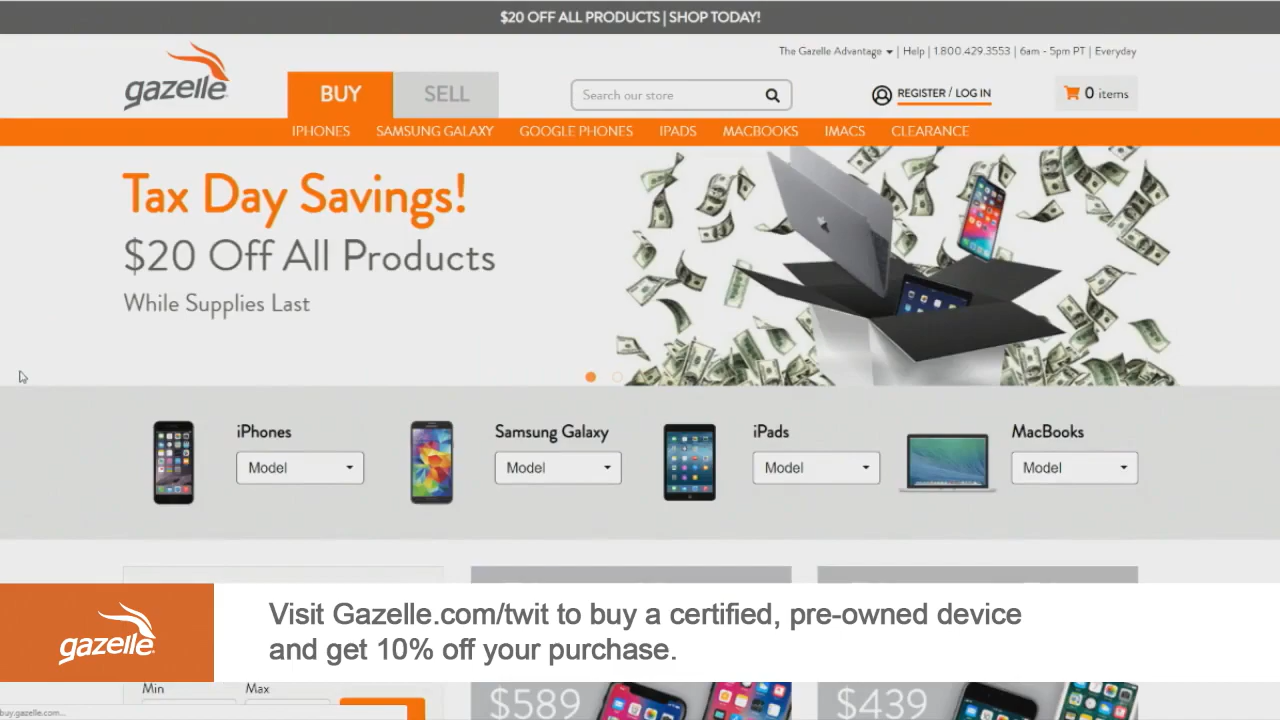 $20 OFF ALL PRODUCTS | SHOP TODAY!
The Gazelle Advantage | Help | 1.800.429.3553 | 6am - 5pm PT | Everyday
gazelle
BUY
SELL
Search our store
REGISTER / LOG IN
0 items
IPHONES SAMSUNG GALAXY GOOGLE PHONES IPADS MACBOOKS IMACS CLEARANCE
Tax Day Savings!
$20 Off All Products
While Supplies Last
iPhones
Model
Samsung Galaxy
Model
iPads
Model
MacBooks
Model
gazelle
Visit Gazelle.com/twit to buy a certified, pre-owned device
and get 10% off your purchase.
Min Max
$589
$439
buy.gazelle.com...